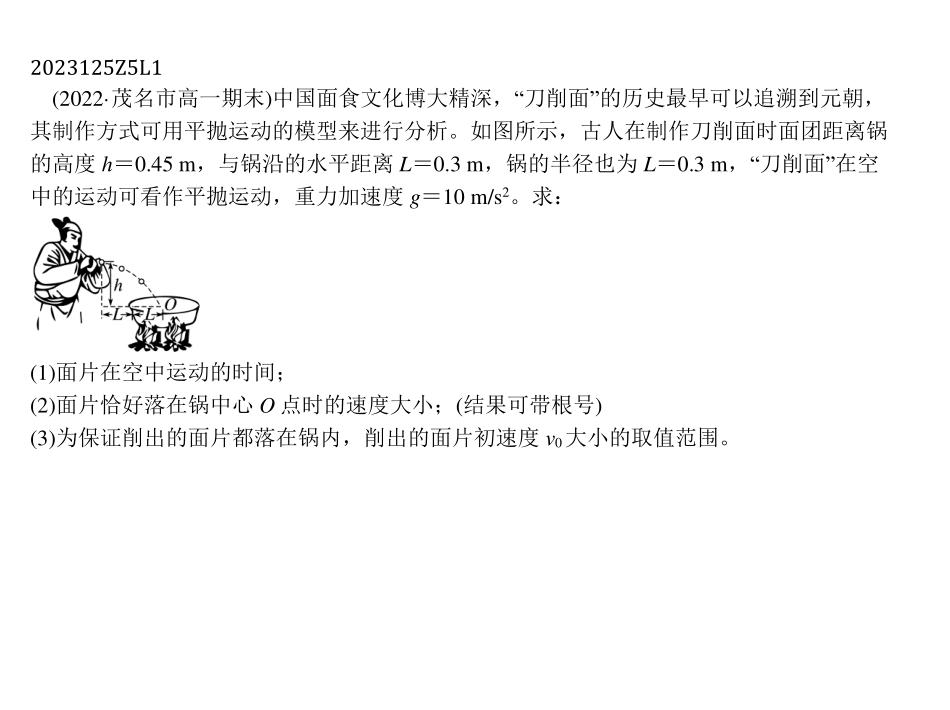 2023125Z5L1
(2022·茂名市高一期末)中国面食文化博大精深，“刀削面”的历史最早可以追溯到元朝，
其制作方式可用平抛运动的模型来进行分析。如图所示，古人在制作刀削面时面团距离锅
的高度 h＝0.45 m，与锅沿的水平距离 L＝0.3 m，锅的半径也为 L＝0.3 m，“刀削面”在空
中的运动可看作平抛运动，重力加速度 g＝10 m/s²。求：
h
O
L L
(1)面片在空中运动的时间；
(2)面片恰好落在锅中心 O 点时的速度大小；(结果可带根号)
(3)为保证削出的面片都落在锅内，削出的面片初速度 v₀大小的取值范围。